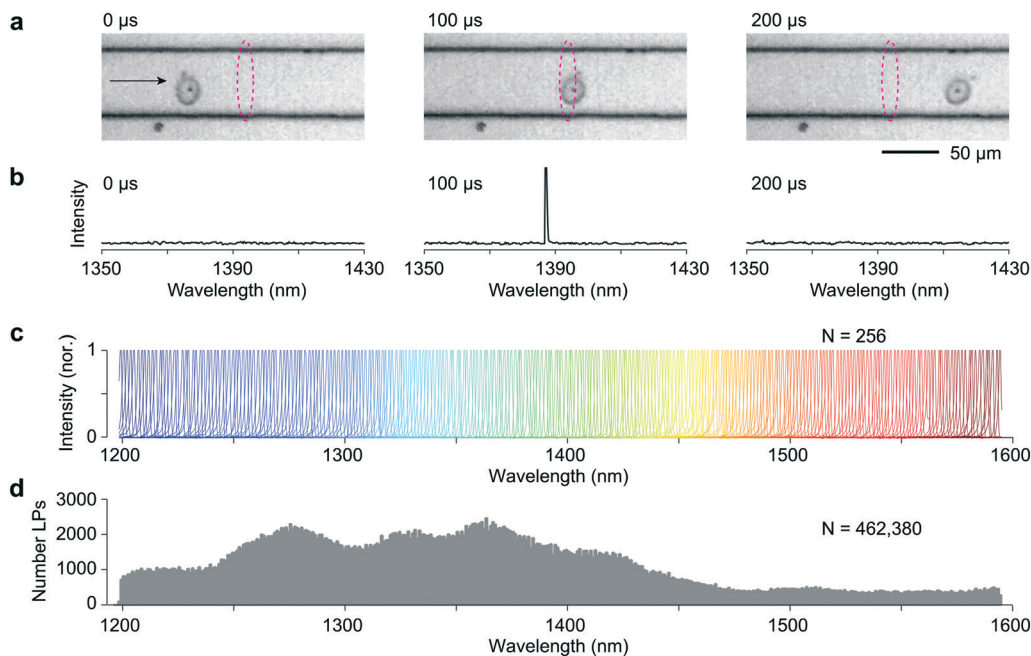 a
0 µs
100 µs
200 µs
50 µm
b
Intensity
0 µs
100 µs
200 µs
1350 1390 1430
1350 1390 1430
1350 1390 1430
Wavelength (nm)
Wavelength (nm)
Wavelength (nm)
c
N = 256
Intensity (nor.)
1
0
1200 1300 1400 1500 1600
Wavelength (nm)
d
Number LPs
3000
2000
1000
0
N = 462,380
1200 1300 1400 1500 1600
Wavelength (nm)